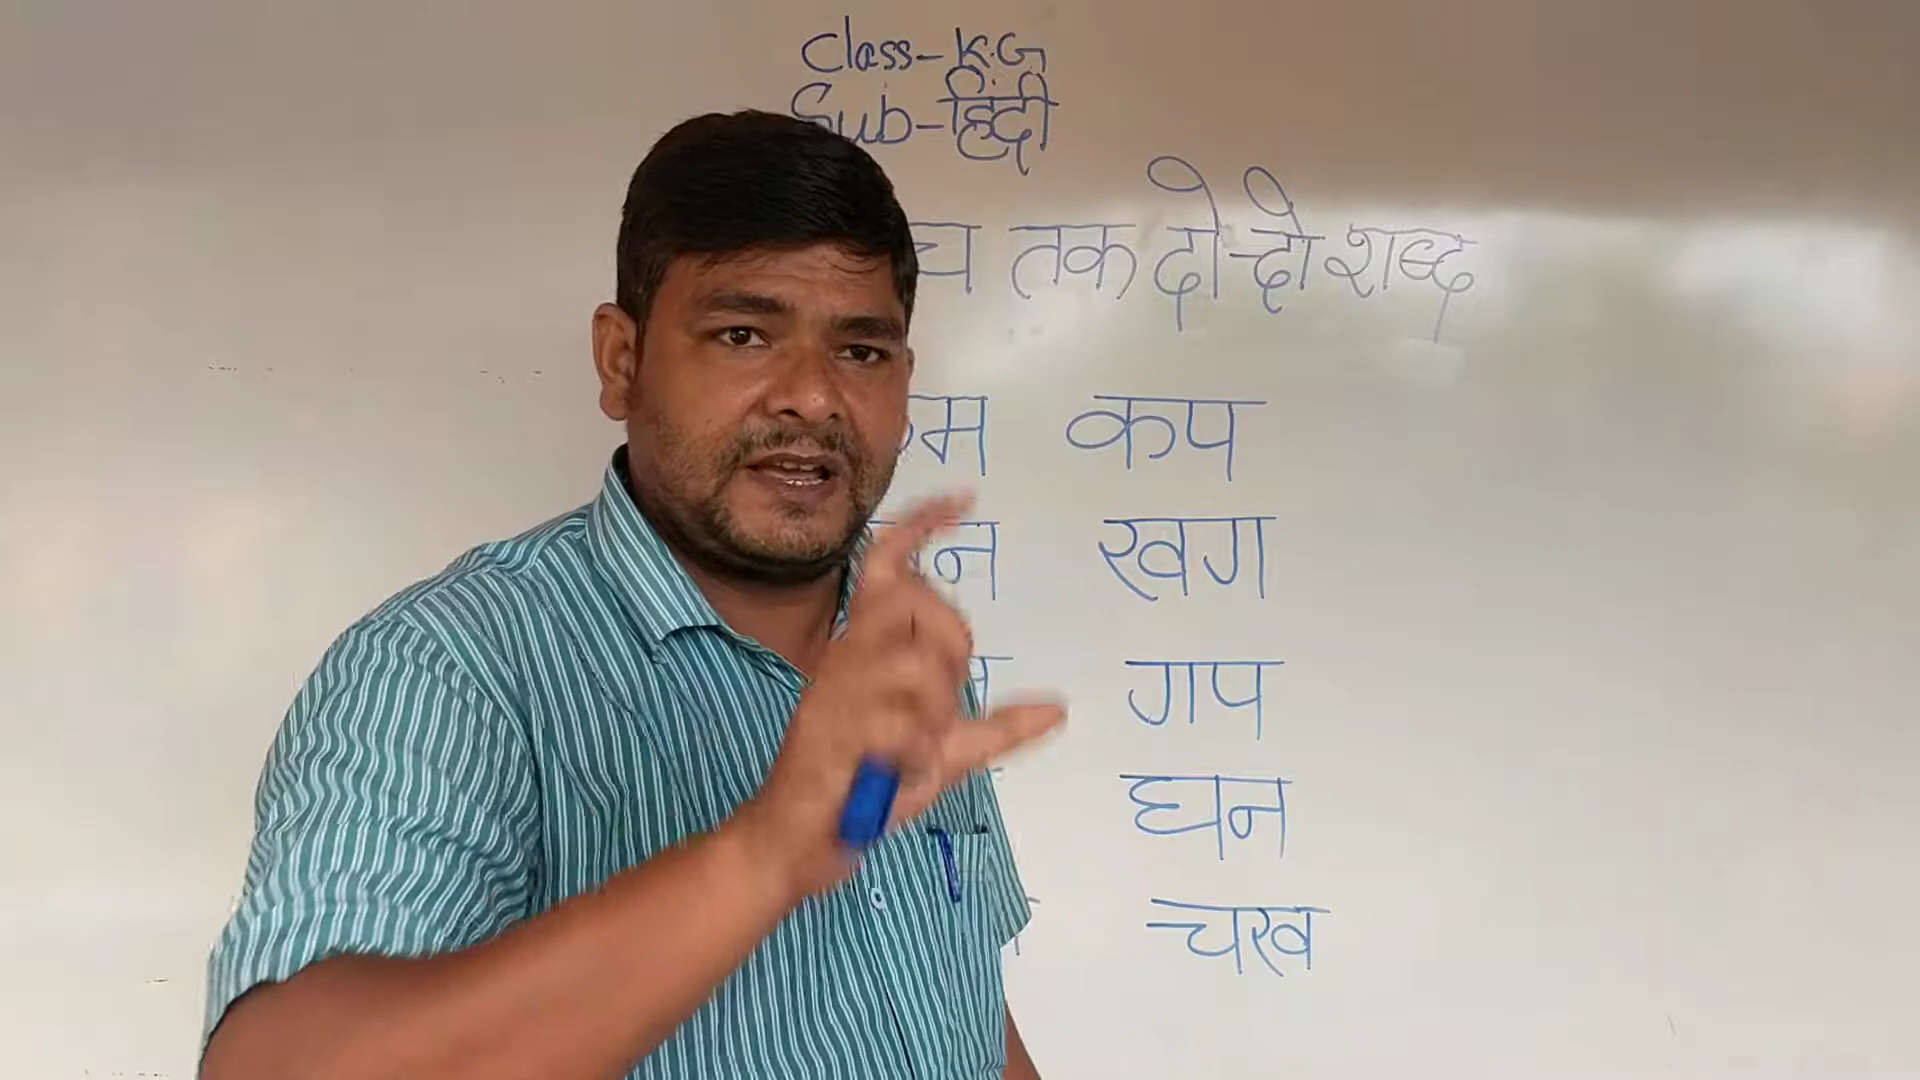 Class-K.G
Sub-हिंदी
च तक दो-दो शब्द
कप
खग
गप
घन
चख